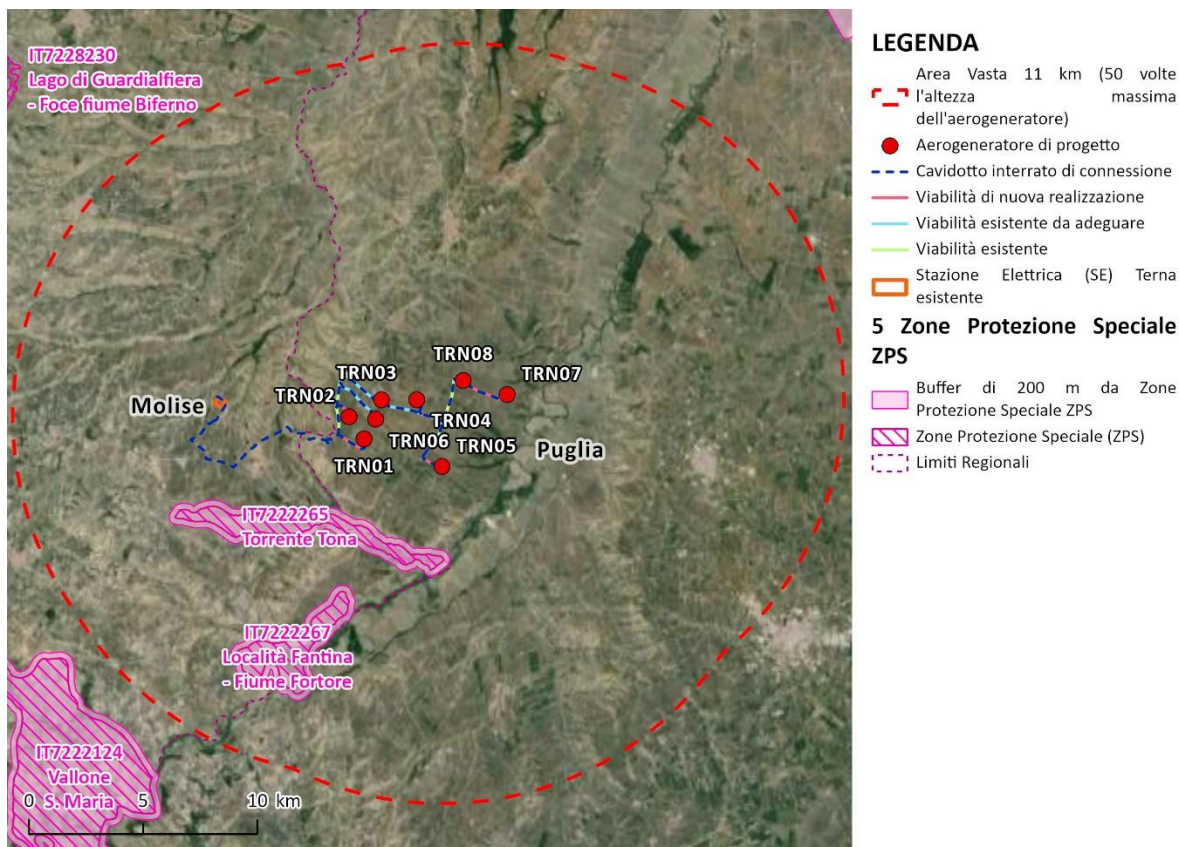 IT7228230
Lago di Guardialfiera
- Foce fiume Biferno
TRN08
TRN03
TRN07
TRN02
Molise
TRN04
TRN06
TRN05
Puglia
TRN01
IT7222265
Torrente Tona
IT7222267
Località Fantina
- Fiume Fortore
IT7222124
Vallone
S. Maria
0 5 10 km
LEGENDA
Area Vasta 11 km (50 volte
l'altezza massima
dell'aerogeneratore)
Aerogeneratore di progetto
Cavidotto interrato di connessione
Viabilità di nuova realizzazione
Viabilità esistente da adeguare
Viabilità esistente
Stazione Elettrica (SE) Terna
esistente
5 Zone Protezione Speciale
ZPS
Buffer di 200 m da Zone
Protezione Speciale ZPS
Zone Protezione Speciale (ZPS)
Limiti Regionali